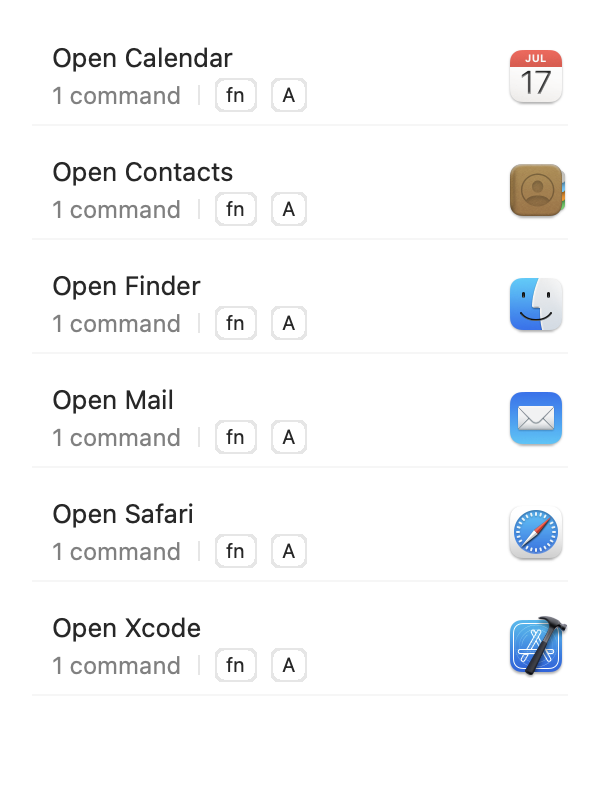 Open Calendar
JUL
17
1 command fn A
Open Contacts
1 command fn A
Open Finder
1 command fn A
Open Mail
1 command fn A
Open Safari
1 command fn A
Open Xcode
1 command fn A